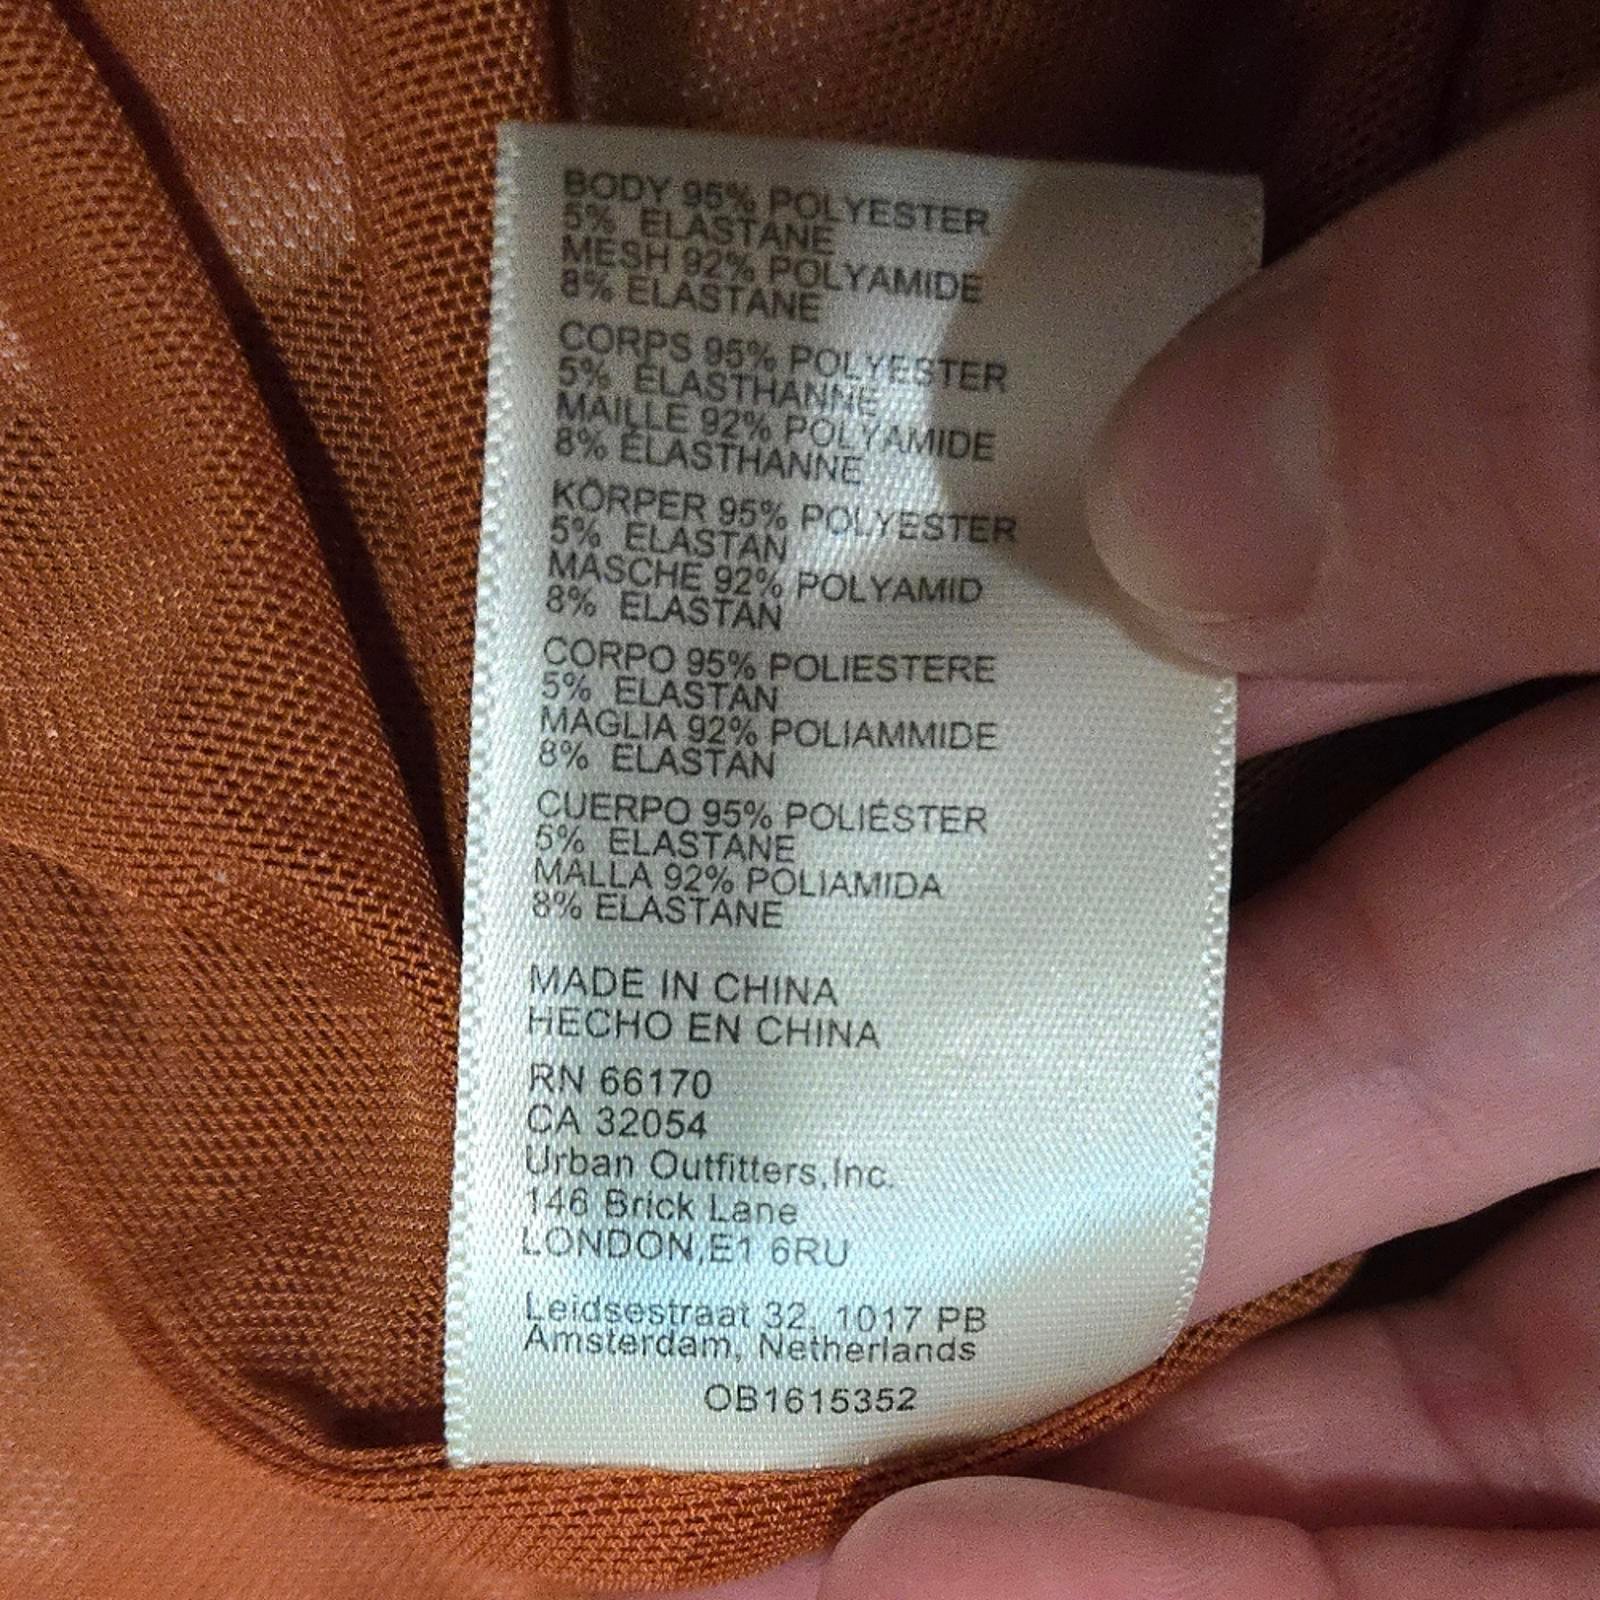 BODY 95% POLYESTER
5% ELASTANE
MESH 92% POLYAMIDE
8% ELASTANE
CORPS 95% POLYESTER
5% ÉLASTHANNE
MAILLE 92% POLYAMIDE
8% ÉLASTHANNE
KÖRPER 95% POLYESTER
5% ELASTAN
MASCHE 92% POLYAMID
8% ELASTAN
CORPO 95% POLIESTERE
5% ELASTAN
MAGLIA 92% POLIAMMIDE
8% ELASTAN
CUERPO 95% POLIÉSTER
5% ELASTANE
MALLA 92% POLIAMIDA
8% ELASTANE
MADE IN CHINA
HECHO EN CHINA
RN 66170
CA 32054
Urban Outfitters,Inc.
146 Brick Lane
LONDON,E1 6RU
Leidsestraat 32, 1017 PB
Amsterdam, Netherlands
OB1615352